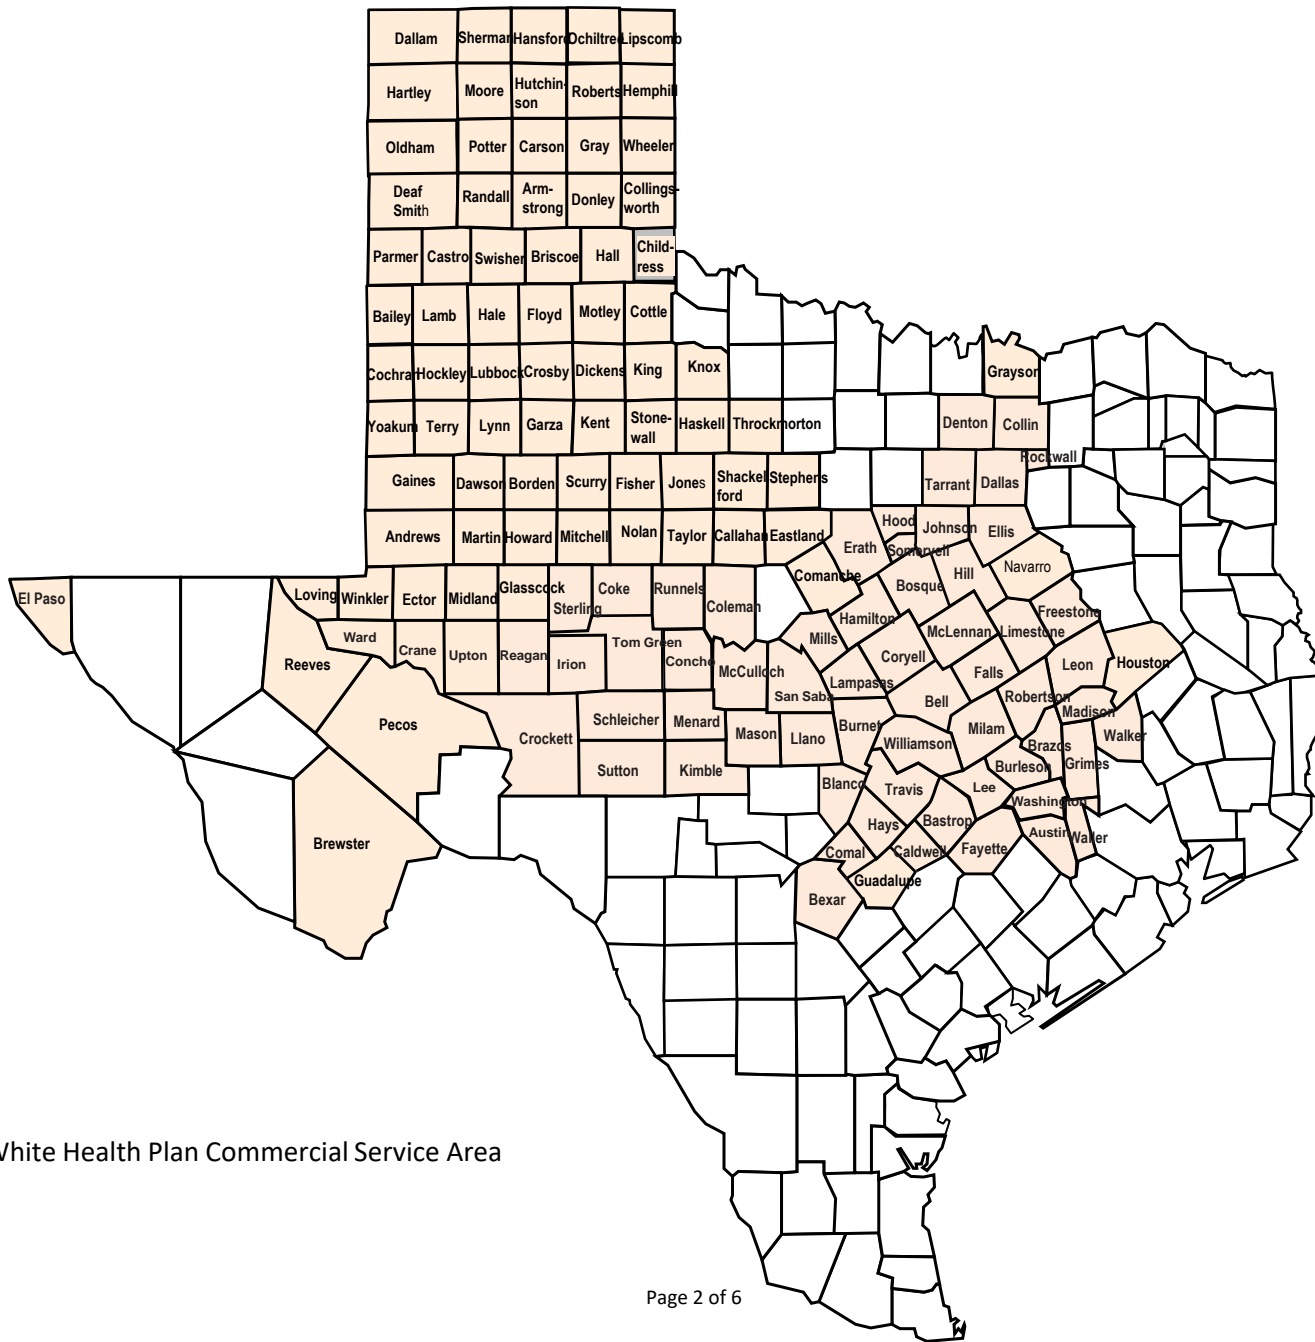 Dallam Sherman Hansford Ochiltree Lipscomb
Hartley Moore Hutchin- Roberts Hemphill
son
Oldham Potter Carson Gray Wheeler
Deaf Randall Arm- Donley Collings-
Smith strong worth
Parmer Castro Swisher Briscoe Hall Child-
ress
Bailey Lamb Hale Floyd Motley Cottle
Cochran Hockley Lubbock Crosby Dickens King Knox Grayson
Yoakum Terry Lynn Garza Kent Stone- Haskell Throckmorton Denton Collin
wall
Rockwall
Gaines Dawson Borden Scurry Fisher Jones Shackel Stephens Tarrant Dallas
ford
Andrews Martin Howard Mitchell Nolan Taylor Callahan Eastland Erath Hood Johnson Ellis
Somervell
El Paso Loving Winkler Ector Midland Glasscock Sterling Coke Runnels Coleman Comanche Bosque Hill Navarro
Ward Crane Upton Reagan Irion Tom Green Concho McCulloch Mills Hamilton McLennan Limestone Freestone
Reeves San Saba Lampasas Coryell Falls Leon Houston
Pecos Crockett Schleicher Menard Mason Llano Burnet Bell Milam Robertson Madison
Sutton Kimble Williamson Brazos Walker
Burleson Grimes
Blanco Travis Lee Washington
Brewster Hays Bastrop Austin Waller
Comal Caldwell Fayette
Bexar Guadalupe
White Health Plan Commercial Service Area
Page 2 of 6